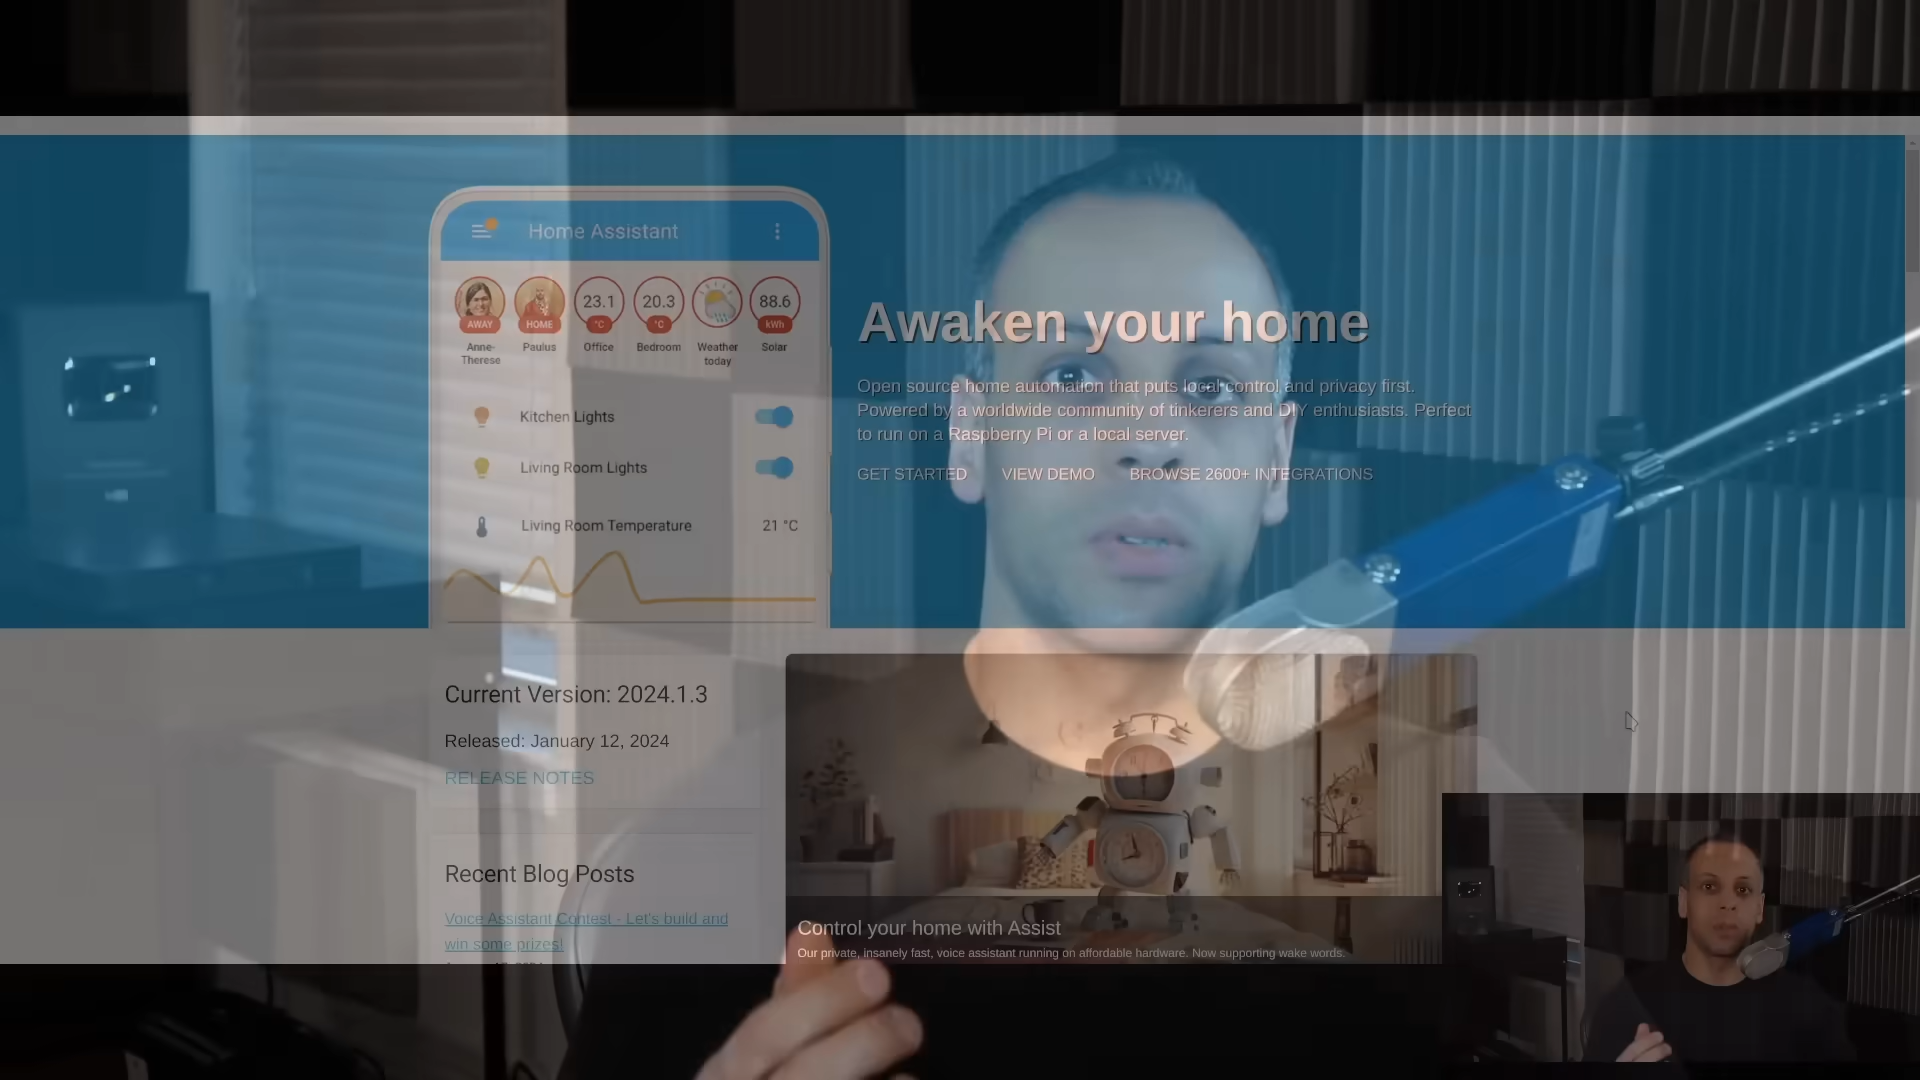 Home Assistant
23.1
20.3
88.6
AWAY
HOME
°C
°C
kWh
Anne-
Therese
Paulus
Office
Bedroom
Weather
today
Solar
Kitchen Lights
Living Room Lights
Living Room Temperature
21 °C
Awaken your home
Open source home automation that puts local control and privacy first.
Powered by a worldwide community of tinkerers and DIY enthusiasts. Perfect
to run on a Raspberry Pi or a local server.
GET STARTED
VIEW DEMO
BROWSE 2600+ INTEGRATIONS
Current Version: 2024.1.3
Released: January 12, 2024
RELEASE NOTES
Recent Blog Posts
Voice Assistant Contest - Let's build and
win some prizes!
Control your home with Assist
Our private, insanely fast, voice assistant running on affordable hardware. Now supporting wake words.